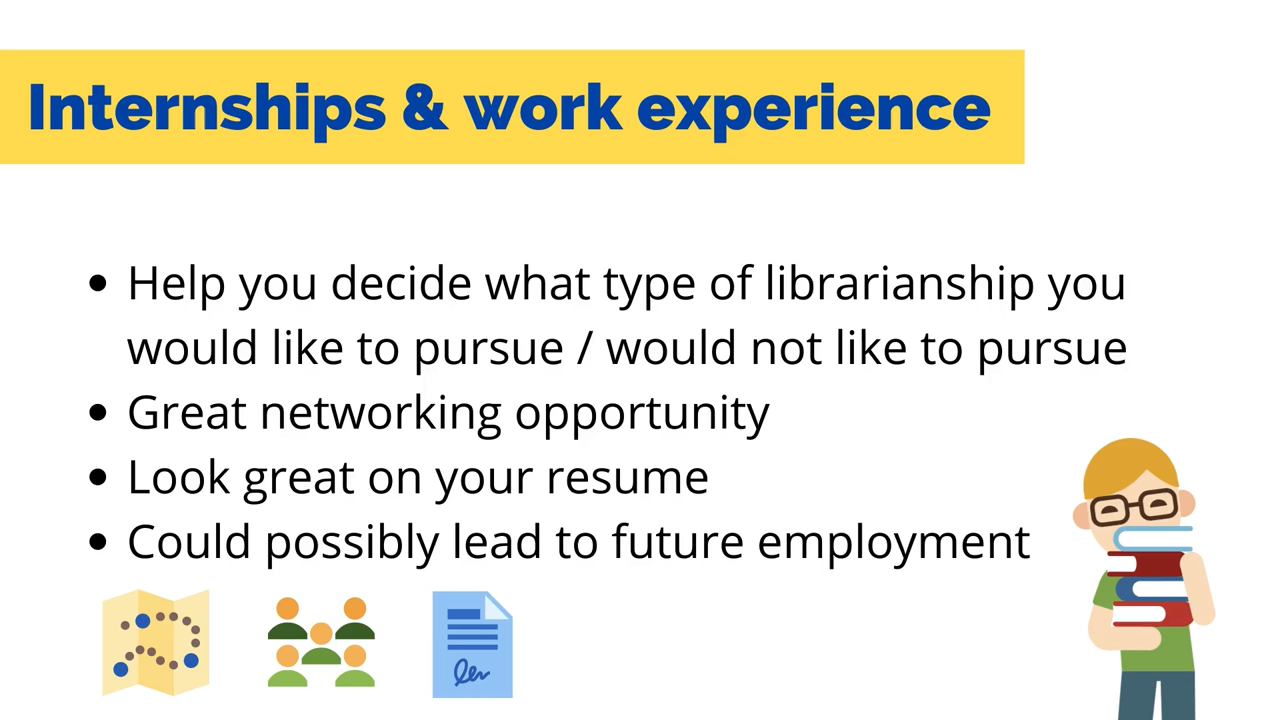 Internships & work experience
• Help you decide what type of librarianship you
would like to pursue / would not like to pursue
• Great networking opportunity
• Look great on your resume
• Could possibly lead to future employment